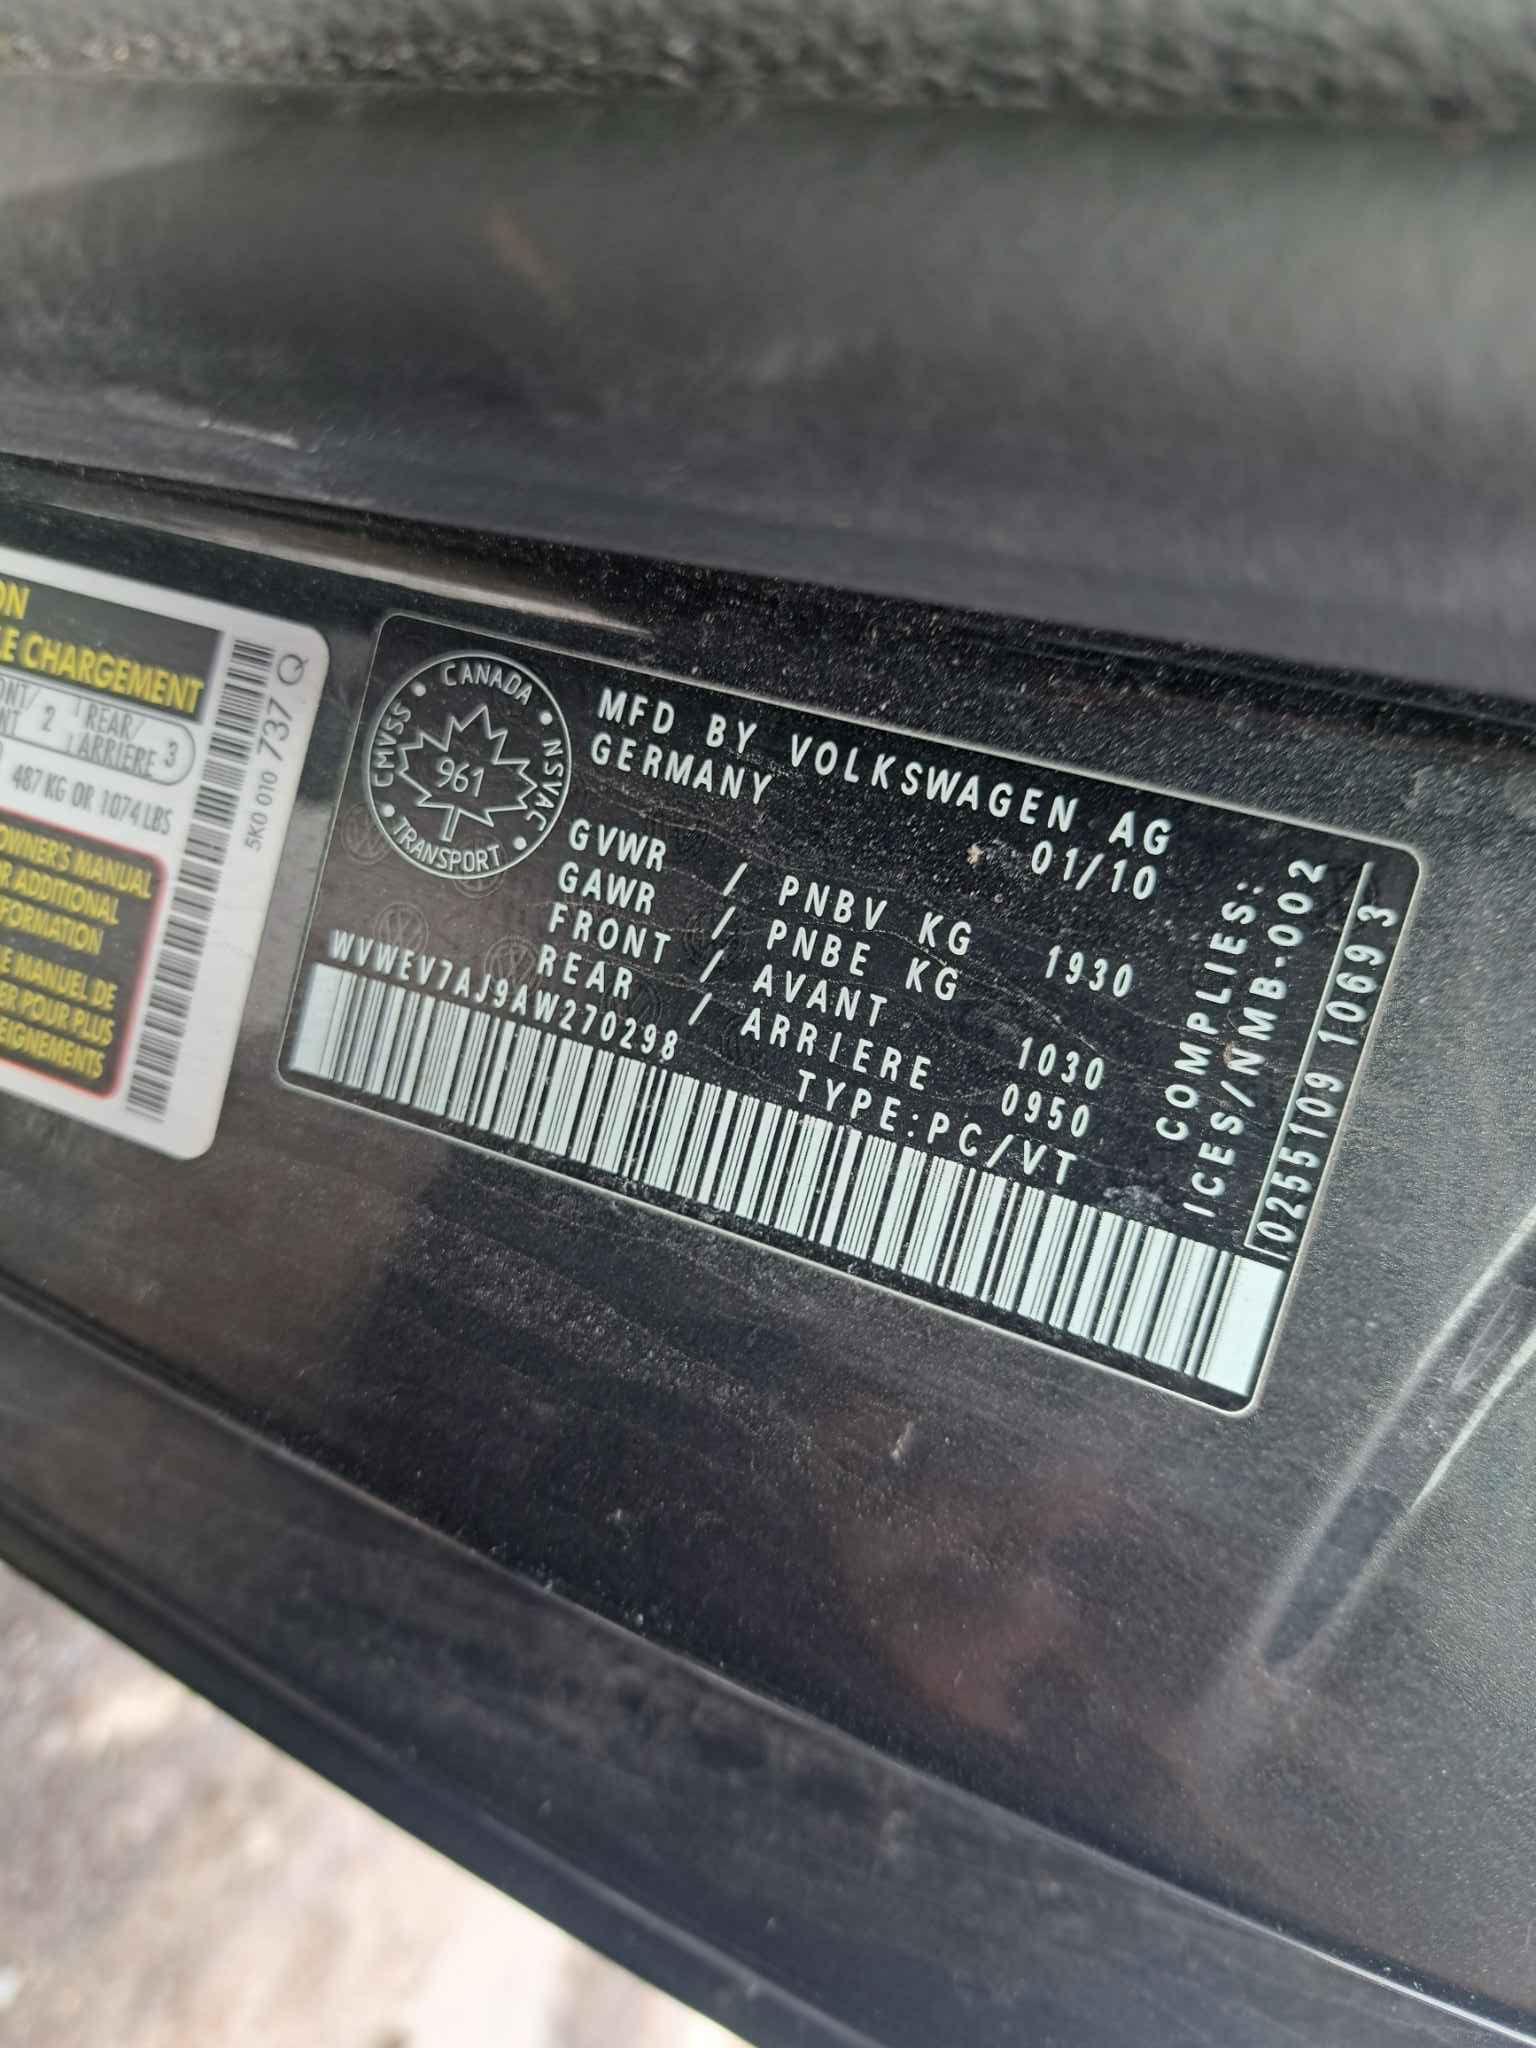 ON
LE CHARGEMENT
2 REAR/
ARRIERE 3
487 KG OR 1074 LBS
OWNER'S MANUAL
ADDITIONAL
MANUEL DE
POUR PLUS
5K0 010 737 Q
CANADA
NSVAC
TRANSPORT
CMVSS
961
MFD BY VOLKSWAGEN AG
GERMANY 01/10
GVWR / PNBV KG 1930
GAWR / PNBE KG
FRONT / AVANT 1030
REAR / ARRIERE 0950
WVWEV7AJ9AW270298 TYPE:PC/VT
COMPLIES:
ICES/NMB-002
0255109 10693